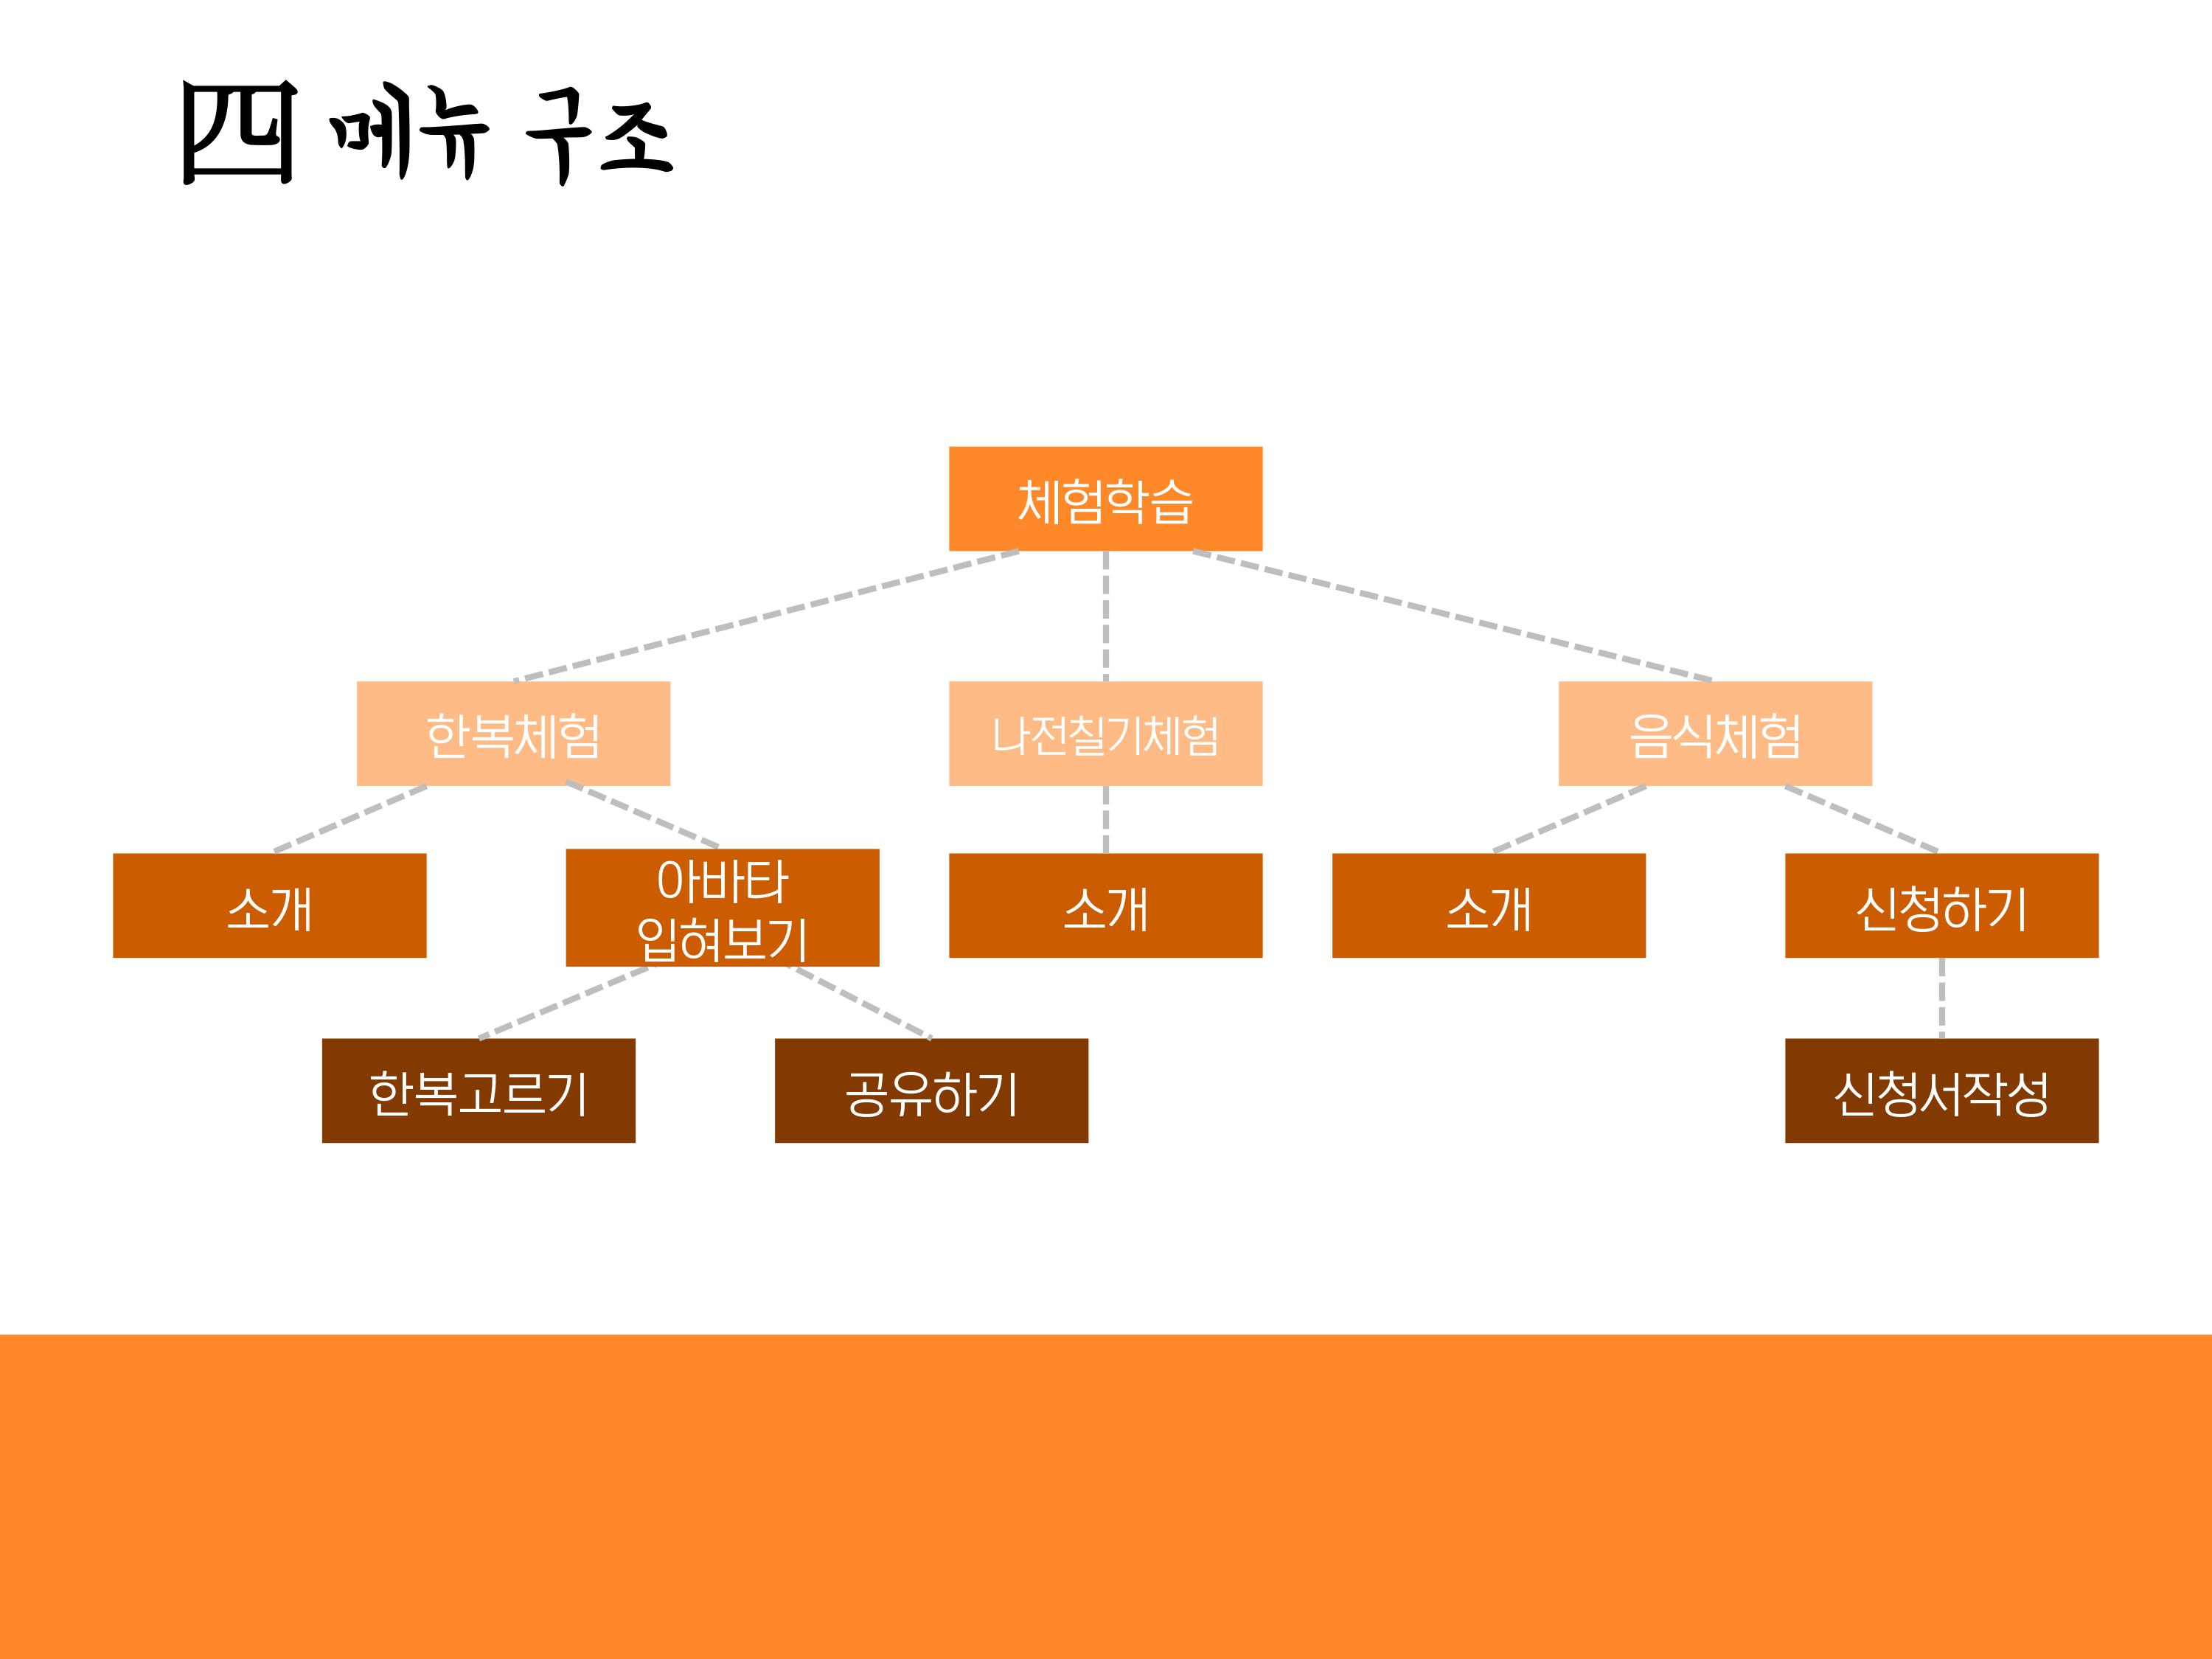 四 메뉴 구조
체험학습
한복체험
나전칠기체험
음식체험
소개
아바타
입혀보기
소개
소개
신청하기
한복고르기
공유하기
신청서작성